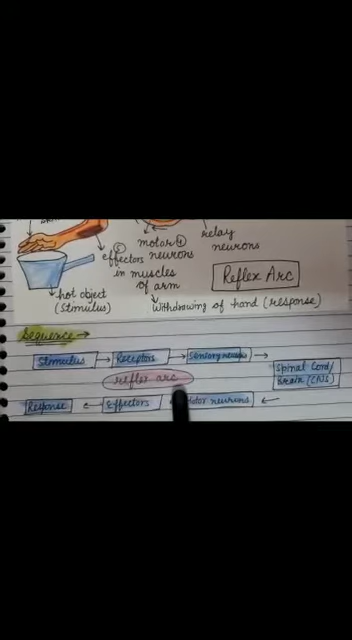 relay
motor ④ neurons
⑤ neurons
effectors
in muscles
of arm
Reflex Arc
hot object
(stimulus)
withdrawing of hand (response)
Sequence →
Stimulus → Receptors → Sensory neurons →
Spinal Cord/
Brain (CNS)
reflex arc
Response ← Effectors ← Motor neurons ←